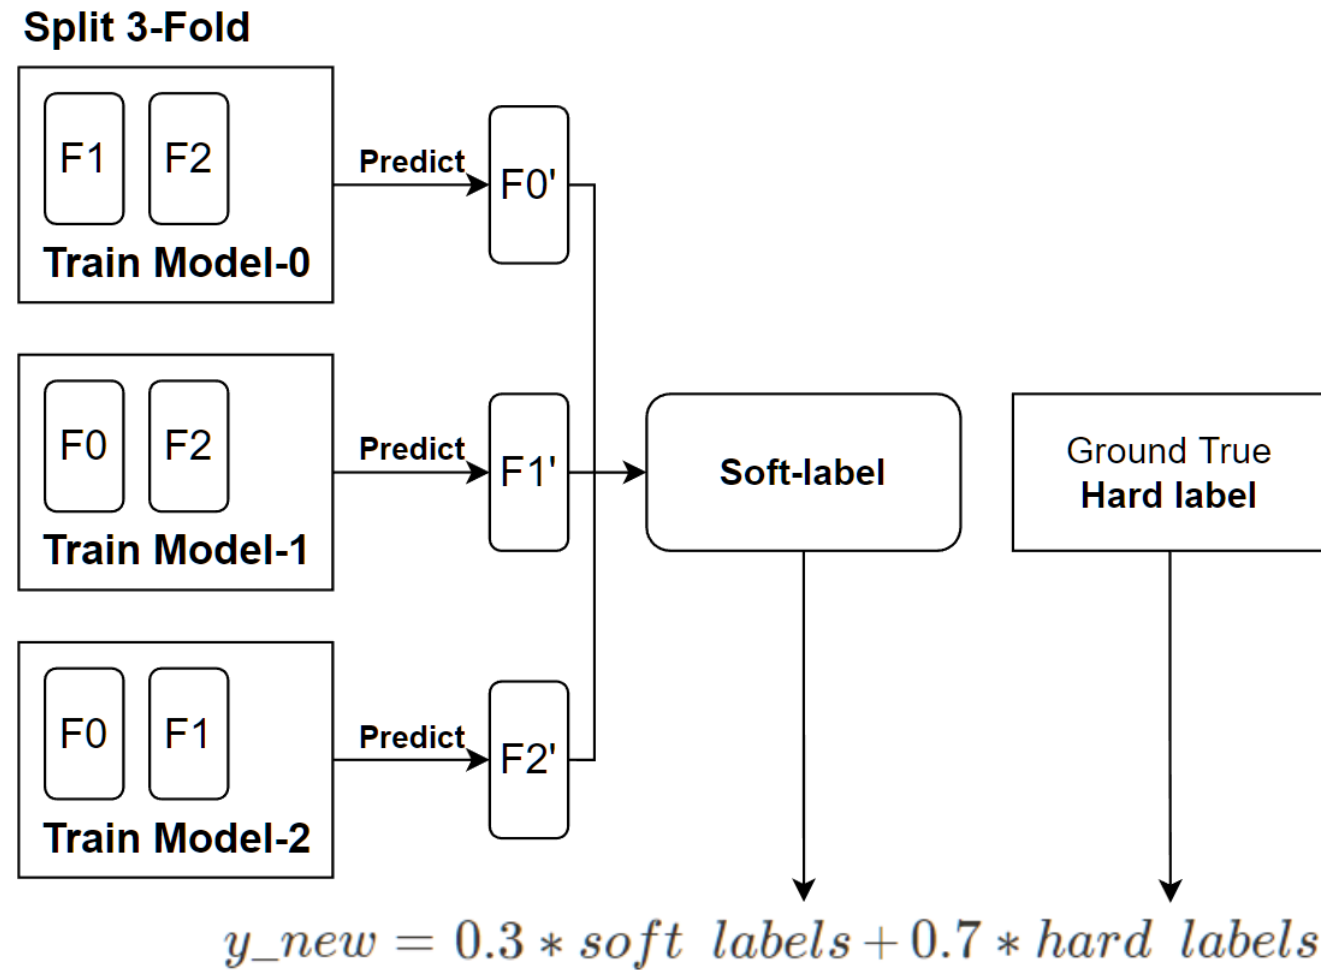 Split 3-Fold
F1 F2
Train Model-0
Predict
F0'
F0 F2
Train Model-1
Predict
F1'
Soft-label
Ground True
Hard label
F0 F1
Train Model-2
Predict
F2'
y_new = 0.3 * soft labels + 0.7 * hard labels